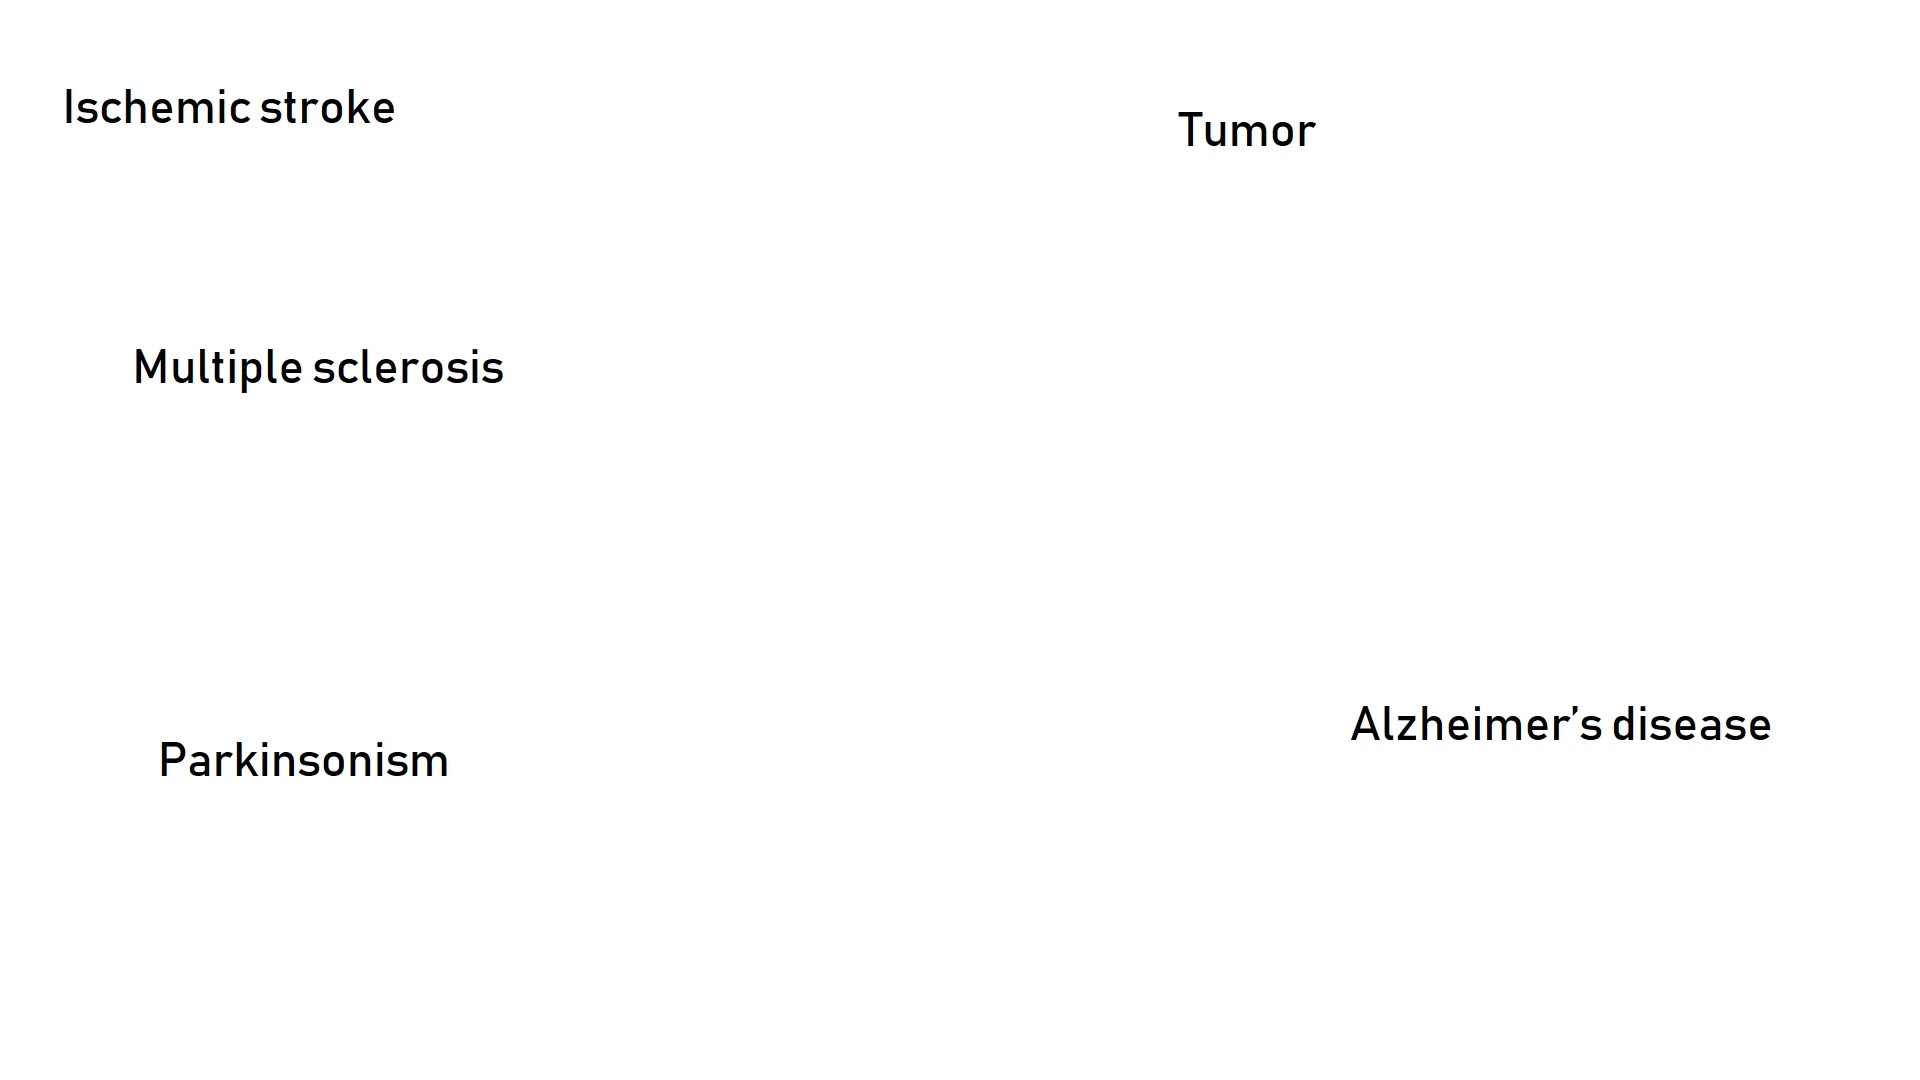 Ischemic stroke
Tumor
Multiple sclerosis
Alzheimer’s disease
Parkinsonism